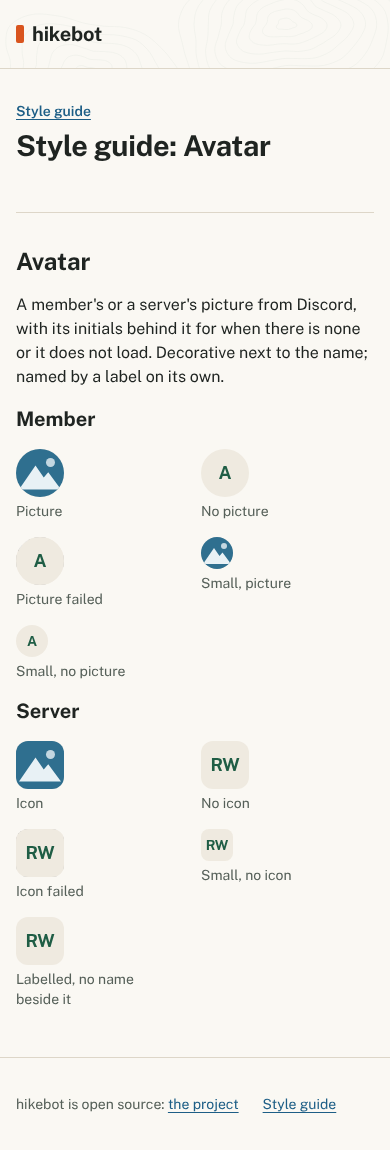 hikebot
Style guide
Style guide: Avatar
Avatar
A member's or a server's picture from Discord,
with its initials behind it for when there is none
or it does not load. Decorative next to the name;
named by a label on its own.
Member
Picture
A
No picture
A
Picture failed
Small, picture
A
Small, no picture
Server
Icon
RW
No icon
RW
Icon failed
RW
Small, no icon
RW
Labelled, no name
beside it
hikebot is open source: the project Style guide